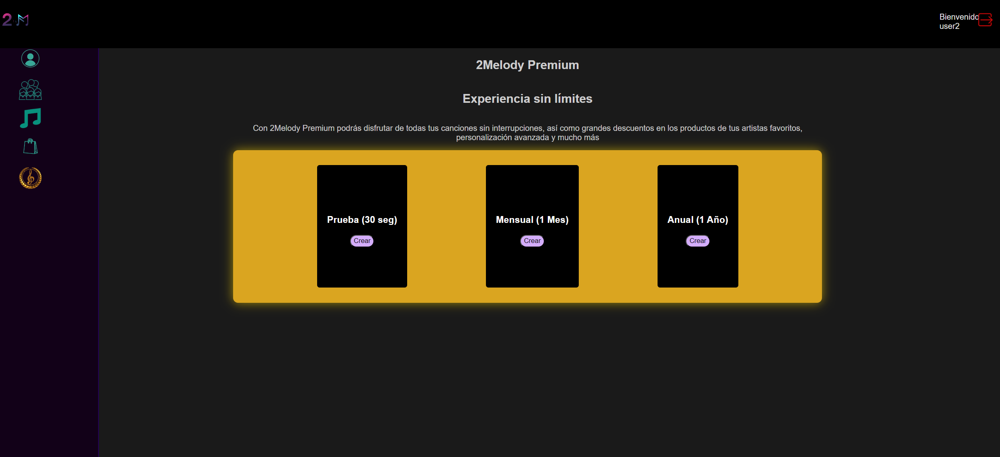 2 M
Bienvenido
user2
2Melody Premium
Experiencia sin límites
Con 2Melody Premium podrás disfrutar de todas tus canciones sin interrupciones, así como grandes descuentos en los productos de tus artistas favoritos,
personalización avanzada y mucho más
Prueba (30 seg)
Mensual (1 Mes)
Anual (1 Año)
Crear
Crear
Crear